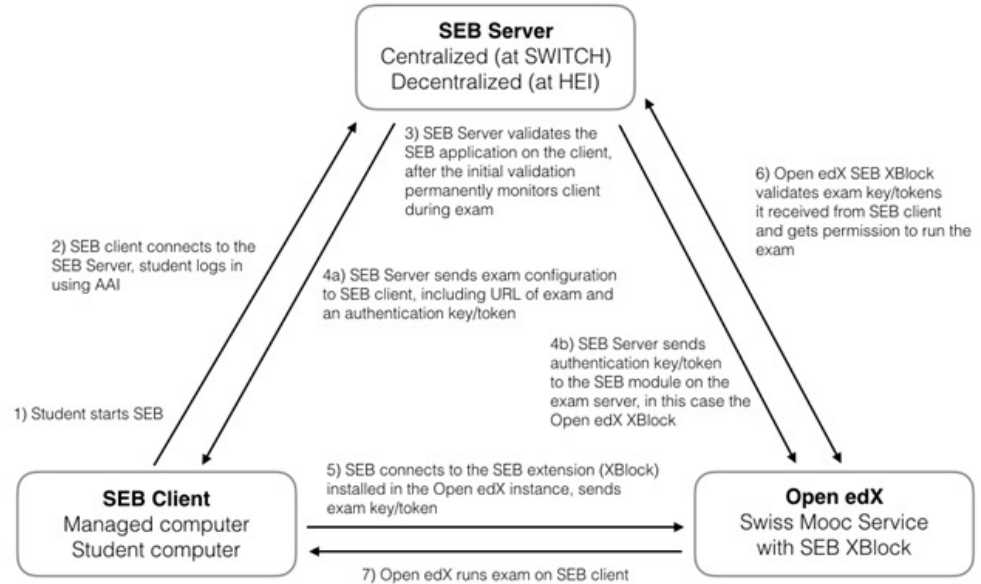 SEB Server
Centralized (at SWITCH)
Decentralized (at HEI)
3) SEB Server validates the
SEB application on the client,
after the initial validation
permanently monitors client
during exam
6) Open edX SEB XBlock
validates exam key/tokens
it received from SEB client
and gets permission to run the
exam
2) SEB client connects to the
SEB Server, student logs in
using AAI
4a) SEB Server sends exam configuration
to SEB client, including URL of exam and
an authentication key/token
4b) SEB Server sends
authentication key/token
to the SEB module on the
exam server, in this case the
Open edX XBlock
1) Student starts SEB
5) SEB connects to the SEB extension (XBlock)
installed in the Open edX instance, sends
exam key/token
SEB Client
Managed computer
Student computer
Open edX
Swiss Mooc Service
with SEB XBlock
7) Open edX runs exam on SEB client